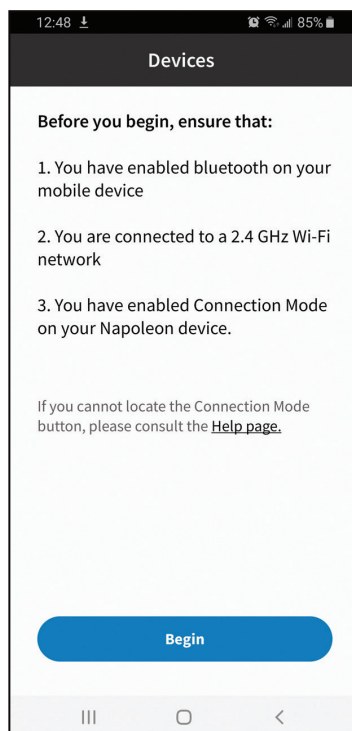 12:48 85%
Devices
Before you begin, ensure that:
1. You have enabled bluetooth on your
mobile device
2. You are connected to a 2.4 GHz Wi-Fi
network
3. You have enabled Connection Mode
on your Napoleon device.
If you cannot locate the Connection Mode
button, please consult the Help page.
Begin